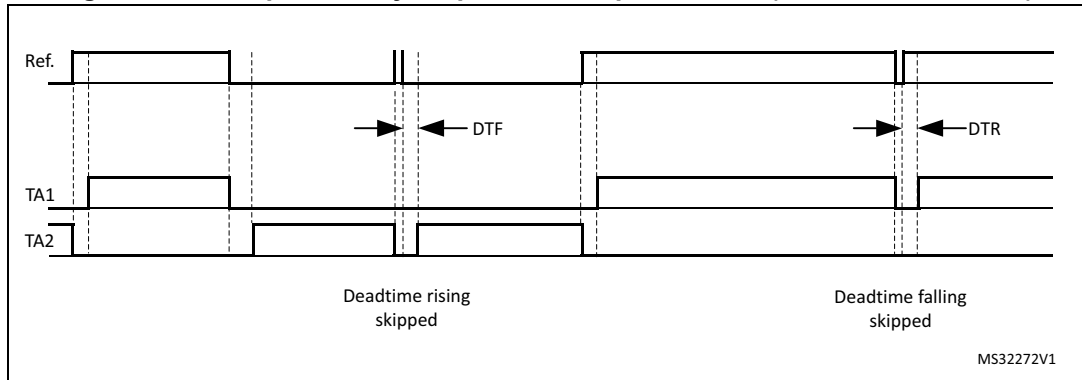 Ref.
DTF
DTR
TA1
TA2
Deadtime rising
skipped
Deadtime falling
skipped
MS32272V1